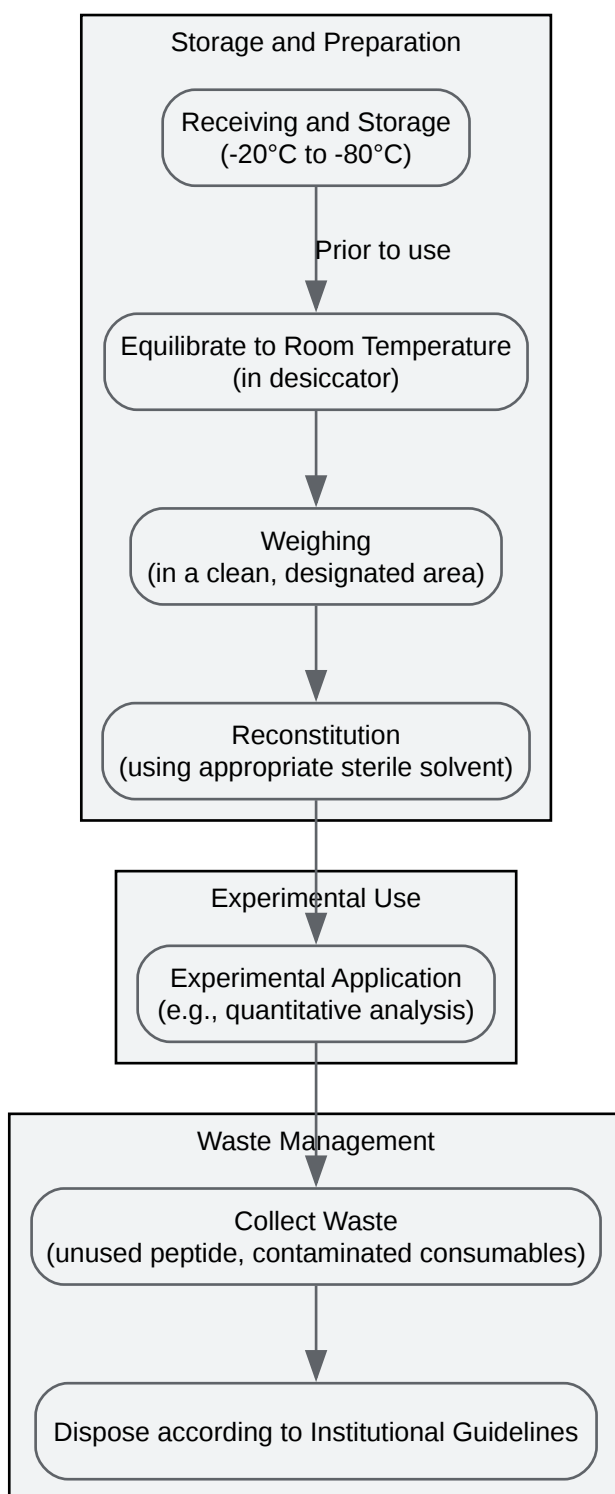 Storage and Preparation
Receiving and Storage
(-20°C to -80°C)
Prior to use
Equilibrate to Room Temperature
(in desiccator)
Weighing
(in a clean, designated area)
Reconstitution
(using appropriate sterile solvent)
Experimental Use
Experimental Application
(e.g., quantitative analysis)
Waste Management
Collect Waste
(unused peptide, contaminated consumables)
Dispose according to Institutional Guidelines